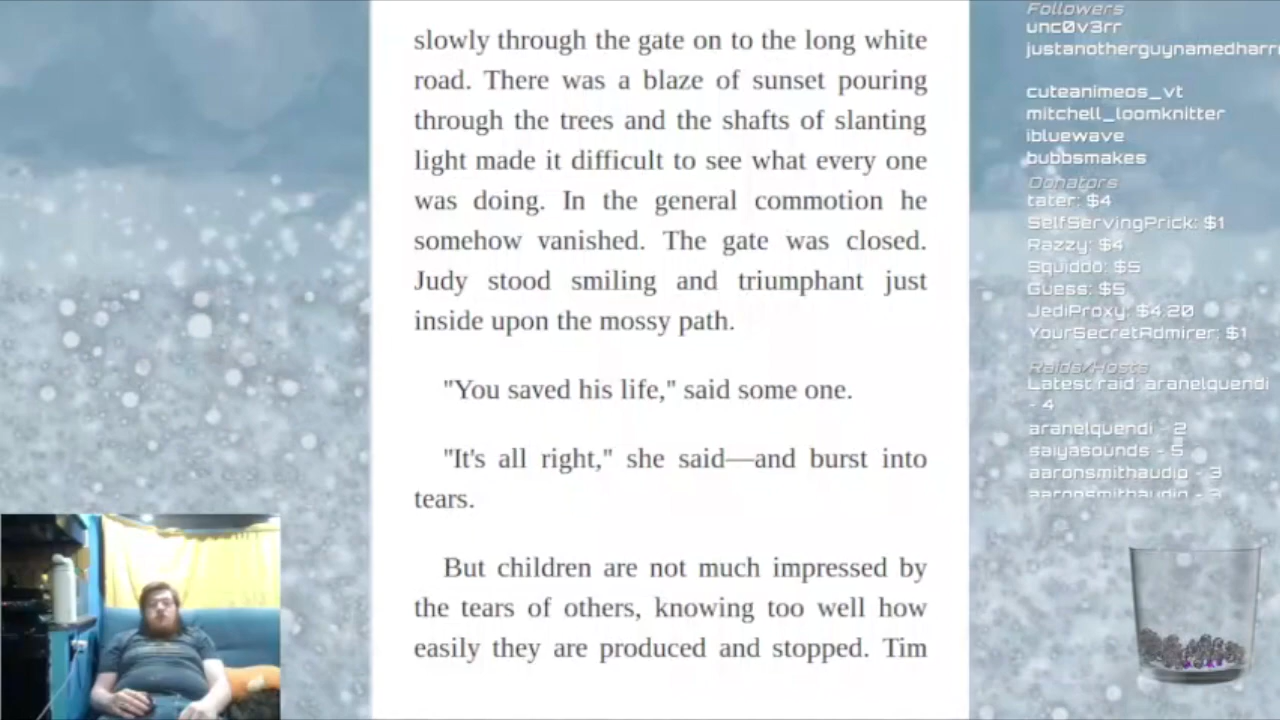 slowly through the gate on to the long white
road. There was a blaze of sunset pouring
through the trees and the shafts of slanting
light made it difficult to see what every one
was doing. In the general commotion he
somehow vanished. The gate was closed.
Judy stood smiling and triumphant just
inside upon the mossy path.
"You saved his life," said some one.
"It's all right," she said—and burst into
tears.
But children are not much impressed by
the tears of others, knowing too well how
easily they are produced and stopped. Tim
Followers
unc0v3rr
justanotherguynamedharr
cuteanimeos_vt
mitchell_loomknitter
ibluewave
bubbsmakes
Donators
tater: $4
SelfServingPrick: $1
Razzy: $4
Squidoo: $5
Guess: $5
JediProxy: $4.20
YourSecretAdmirer: $1
Raids/Hosts
Latest raid: aranelquendi
- 4
aranelquendi - 2
saiyasounds - 5
aaronsmithaudio - 3
aaronsmithaudio - 3